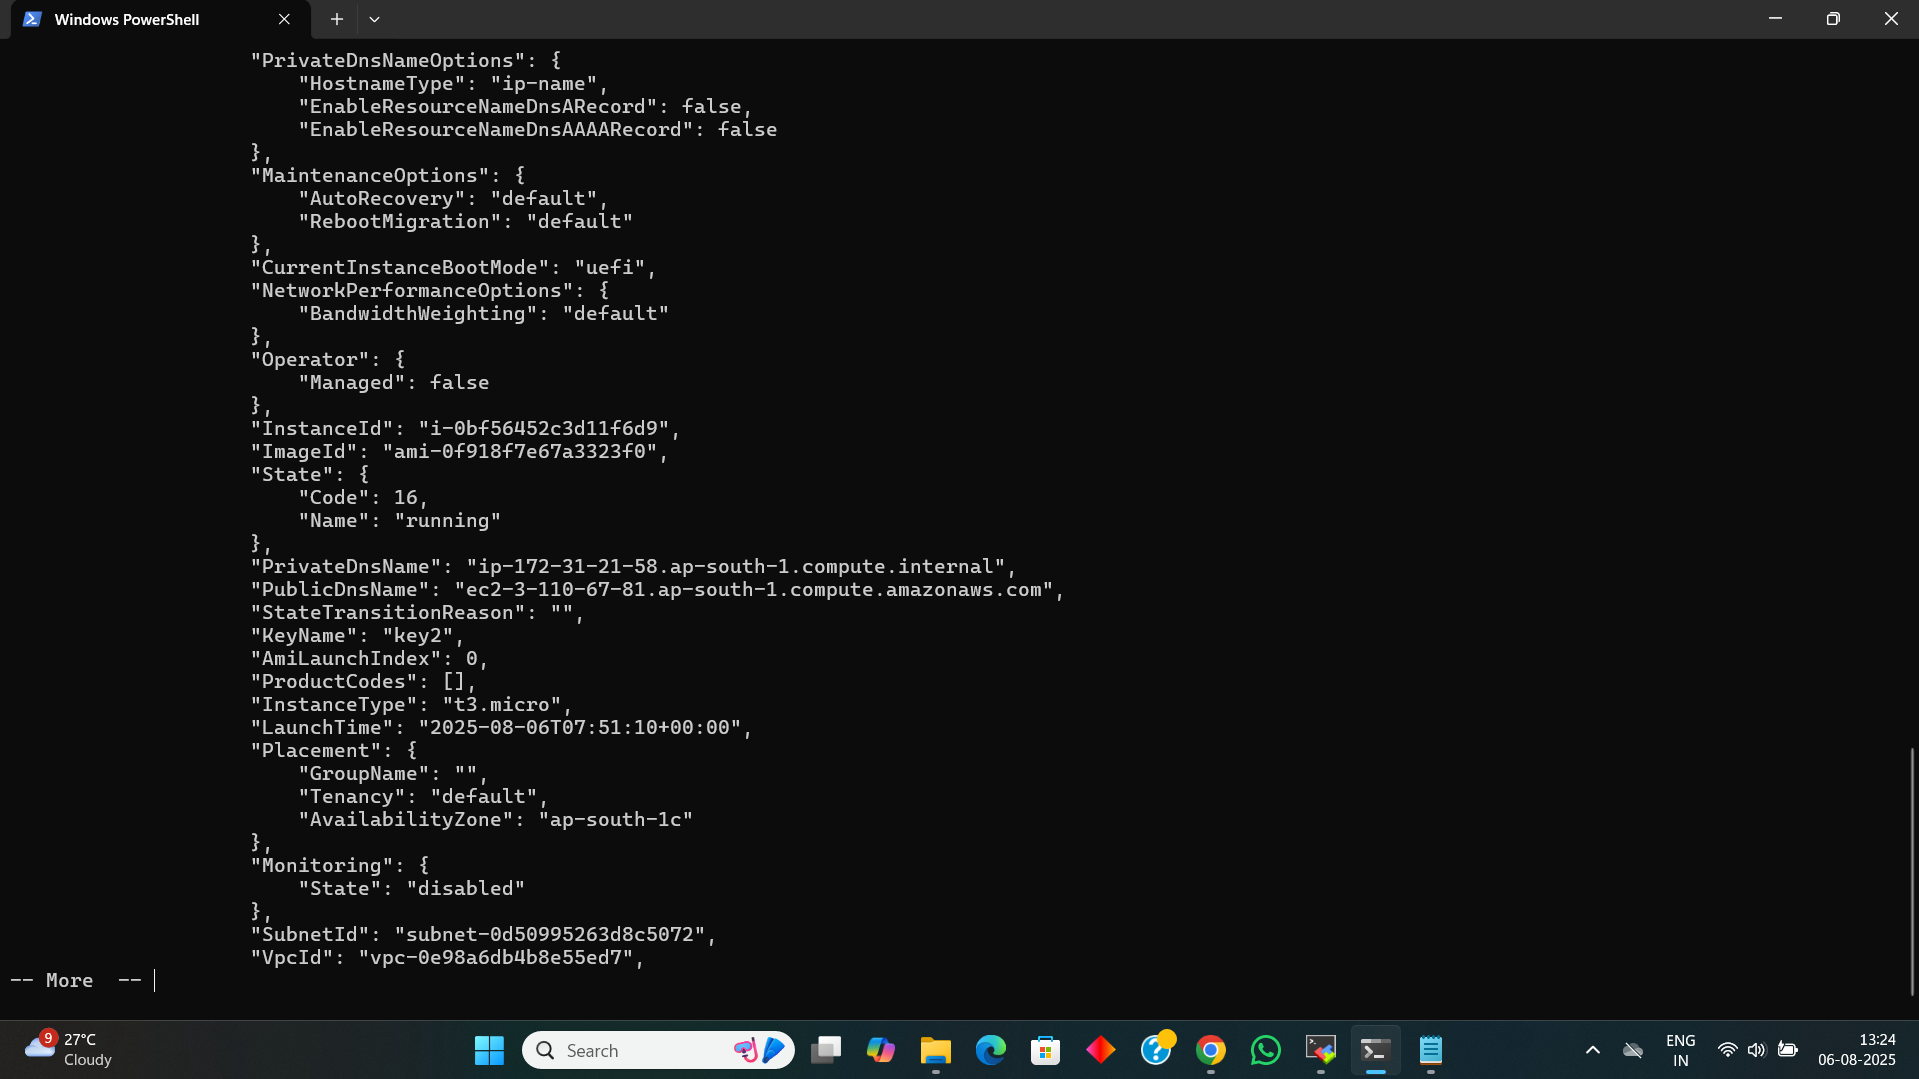 Windows PowerShell
"PrivateDnsNameOptions": {
"HostnameType": "ip-name",
"EnableResourceNameDnsARecord": false,
"EnableResourceNameDnsAAAARecord": false
},
"MaintenanceOptions": {
"AutoRecovery": "default",
"RebootMigration": "default"
},
"CurrentInstanceBootMode": "uefi",
"NetworkPerformanceOptions": {
"BandwidthWeighting": "default"
},
"Operator": {
"Managed": false
},
"InstanceId": "i-0bf56452c3d11f6d9",
"ImageId": "ami-0f918f7e67a3323f0",
"State": {
"Code": 16,
"Name": "running"
},
"PrivateDnsName": "ip-172-31-21-58.ap-south-1.compute.internal",
"PublicDnsName": "ec2-3-110-67-81.ap-south-1.compute.amazonaws.com",
"StateTransitionReason": "",
"KeyName": "key2",
"AmiLaunchIndex": 0,
"ProductCodes": [],
"InstanceType": "t3.micro",
"LaunchTime": "2025-08-06T07:51:10+00:00",
"Placement": {
"GroupName": "",
"Tenancy": "default",
"AvailabilityZone": "ap-south-1c"
},
"Monitoring": {
"State": "disabled"
},
"SubnetId": "subnet-0d50995263d8c5072",
"VpcId": "vpc-0e98a6db4b8e55ed7",
-- More --
9
27°C
Cloudy
Search
ENG
IN
13:24
06-08-2025